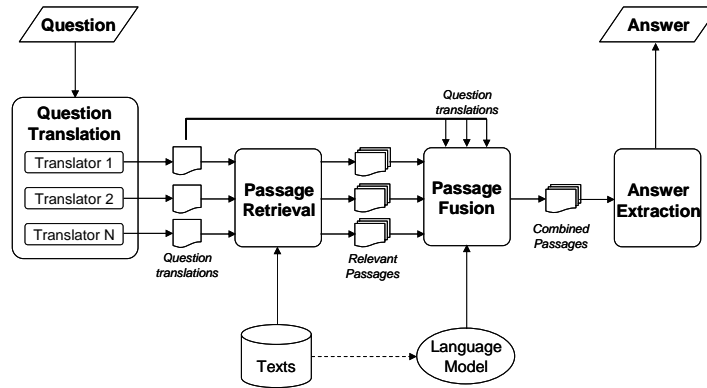 Question
Answer
Question
Translation
Translator 1
Translator 2
Translator N
Question
translations
Passage
Retrieval
Relevant
Passages
Question
translations
Passage
Fusion
Combined
Passages
Answer
Extraction
Texts
Language
Model